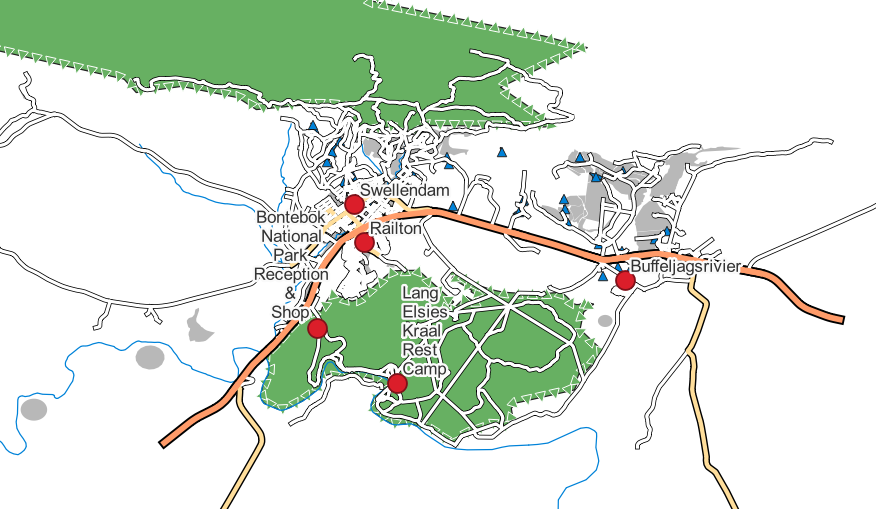 Swellendam
Bontebok
National
Park
Reception
&
Shop
Railton
Buffeljagsrivier
Lang
Elsies
Kraal
Rest
Camp